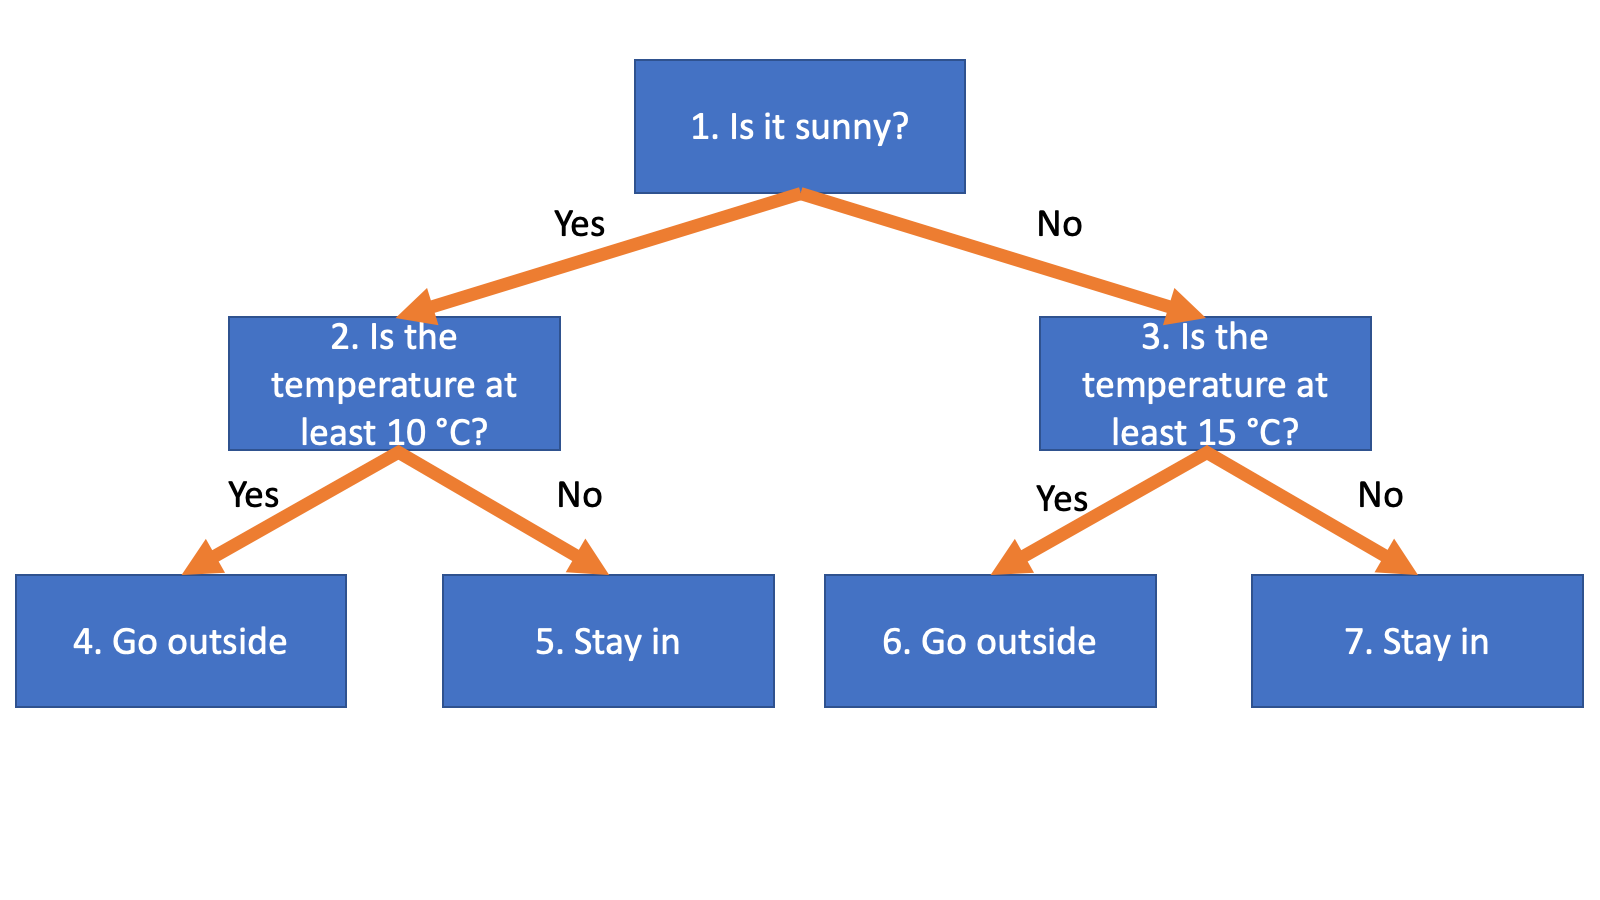 1. Is it sunny?
Yes
No
2. Is the
temperature at
least 10 °C?
3. Is the
temperature at
least 15 °C?
Yes
No
Yes
No
4. Go outside
5. Stay in
6. Go outside
7. Stay in